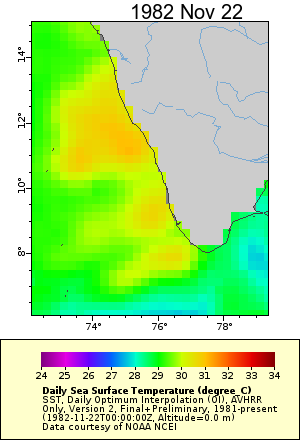 1982 Nov 22
14°
12°
10°
8°
74°
76°
78°
24 25 26 27 28 29 30 31 32 33 34
Daily Sea Surface Temperature (degree_C)
SST, Daily Optimum Interpolation (OI), AVHRR
Only, Version 2, Final+Preliminary, 1981-present
(1982-11-22T00:00:00Z, Altitude=0.0 m)
Data courtesy of NOAA NCEI